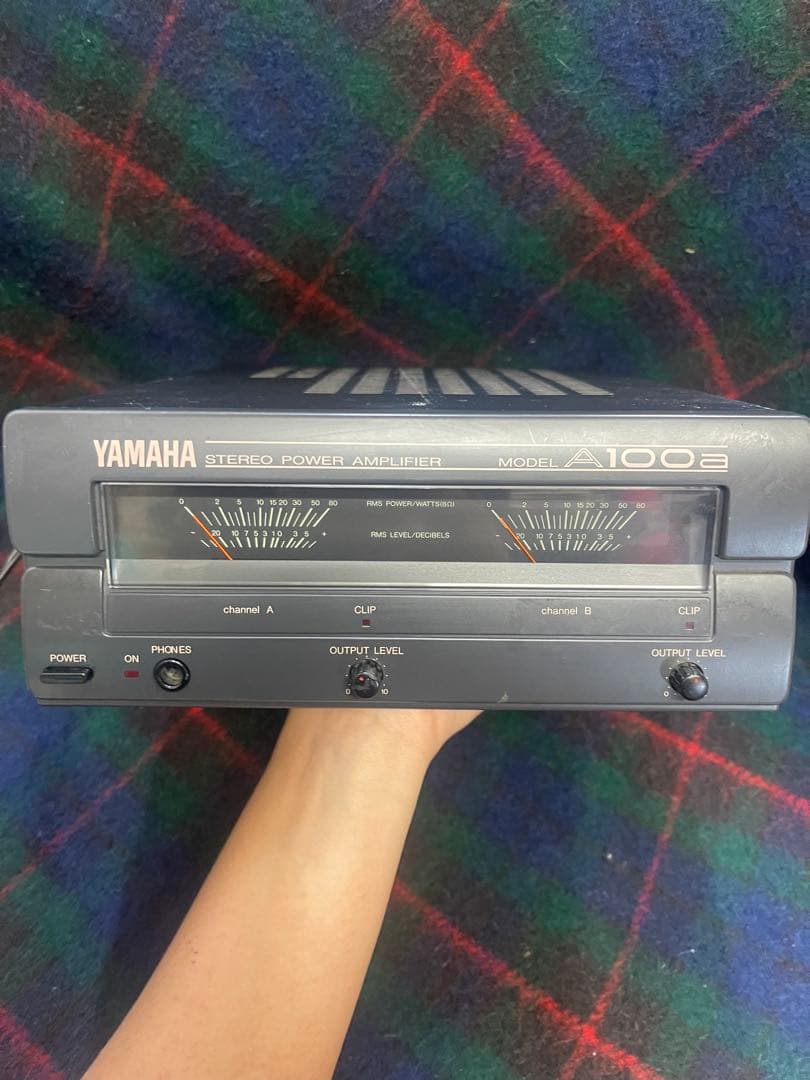 YAMAHA STEREO POWER AMPLIFIER MODEL A100a
0 2 5 10 15 20 30 50 80 RMS POWER/WATTS(8Ω) 0 2 5 10 15 20 30 50 80
- 20 10 7 5 3 1 0 3 5 + RMS LEVEL/DECIBELS - 20 10 7 5 3 1 0 3 5 +
channel A CLIP channel B CLIP
POWER ON PHONES OUTPUT LEVEL OUTPUT LEVEL
0 10 0